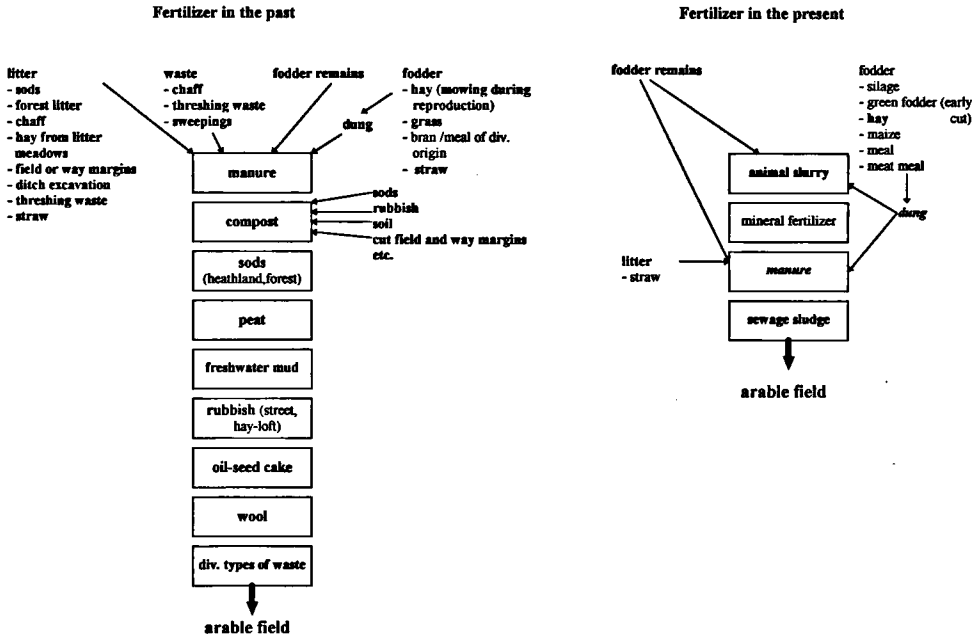 Fertilizer in the past
litter
- sods
- forest litter
- chaff
- hay from litter
meadows
- field or way margins
- ditch excavation
- threshing waste
- straw
waste
- chaff
- threshing waste
- sweepings
fodder remains
fodder
- hay (mowing during
reproduction)
- grass
- bran /meal of div.
origin
- straw
dung
manure
compost
sods
rubbish
soil
cut field and way margins
etc.
sods
(heathland,forest)
peat
freshwater mud
rubbish (street,
hay-loft)
oil-seed cake
wool
div. types of waste
arable field
Fertilizer in the present
fodder remains
fodder
- silage
- green fodder (early
- hay cut)
- maize
- meal
- meat meal
dung
animal slurry
mineral fertilizer
litter
- straw
manure
sewage sludge
arable field